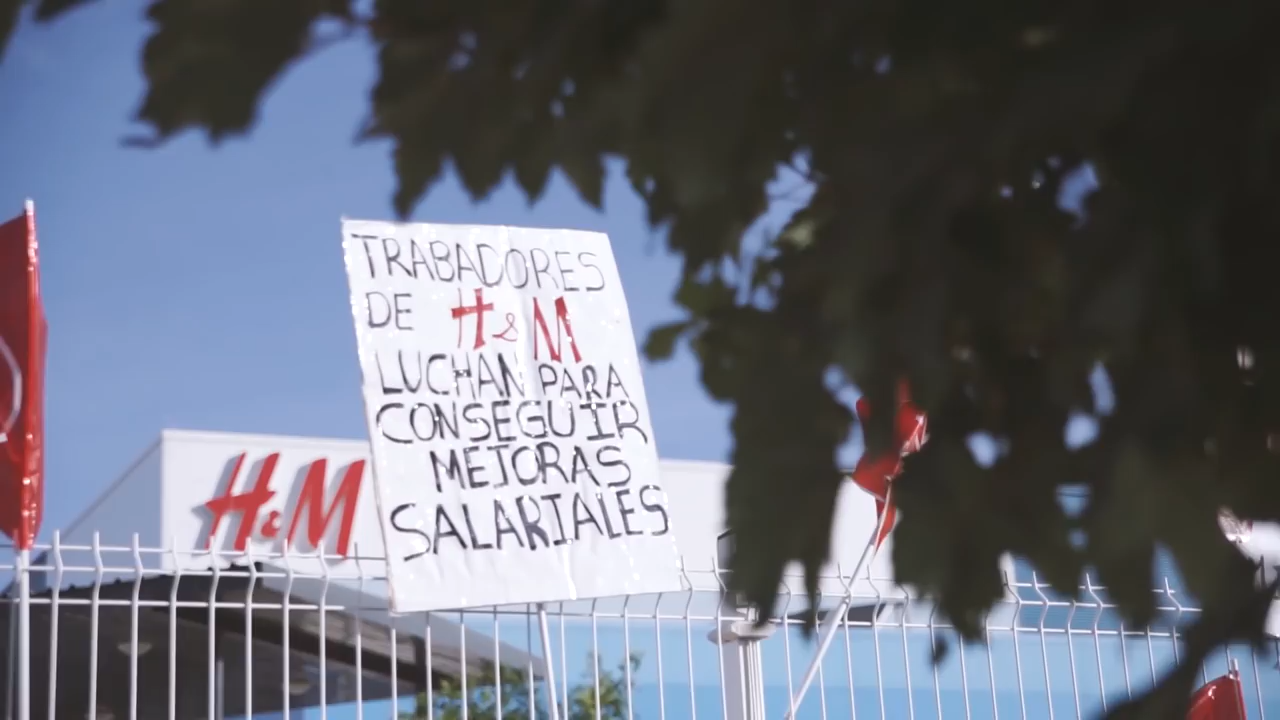 TRABADORES
DE H&M
LUCHAN PARA
CONSEGUIR
MEJORAS
SALARIALES
H&M